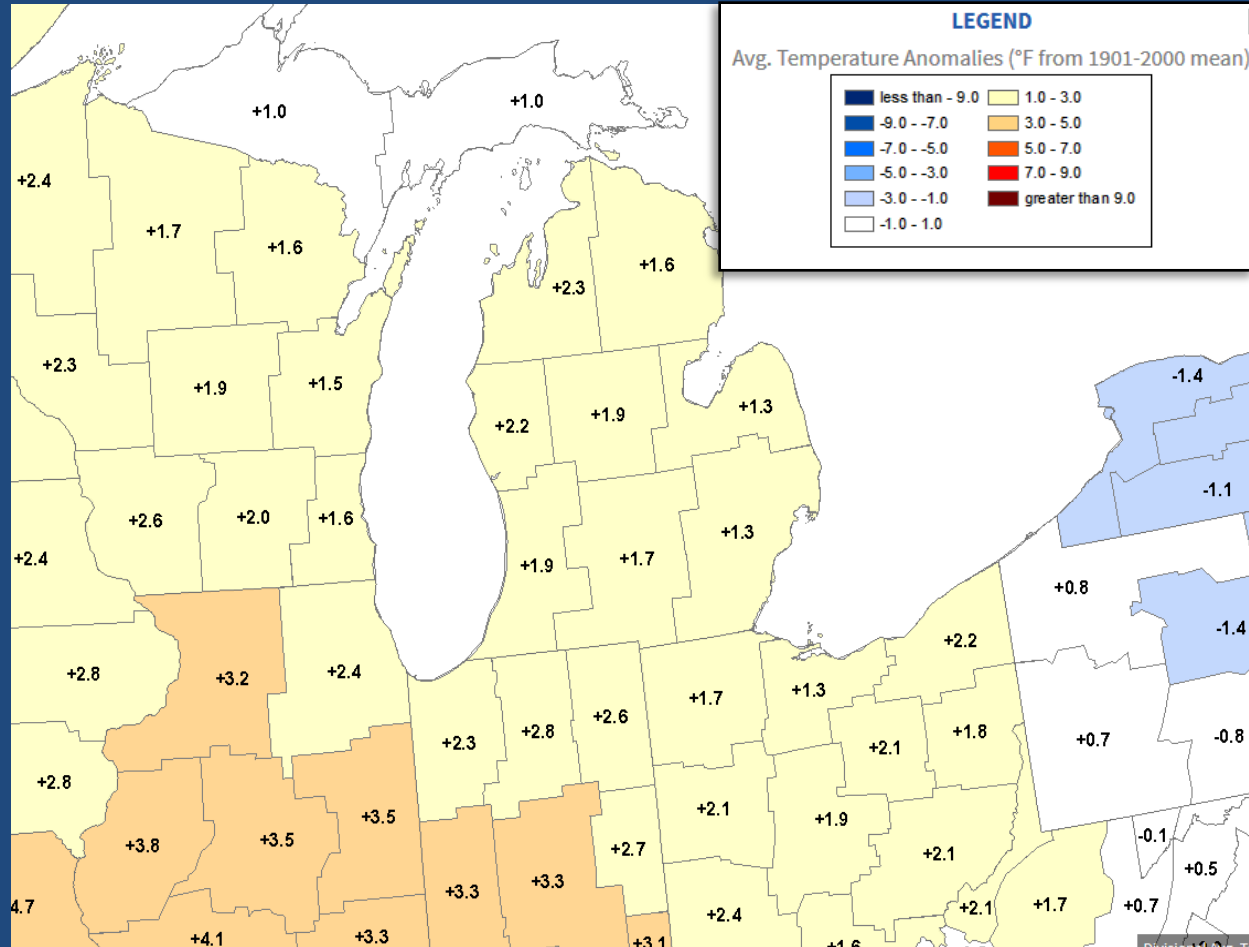 LEGEND
Avg. Temperature Anomalies (°F from 1901-2000 mean)
less than - 9.0 1.0 - 3.0
-9.0 - -7.0 3.0 - 5.0
-7.0 - -5.0 5.0 - 7.0
-5.0 - -3.0 7.0 - 9.0
-3.0 - -1.0 greater than 9.0
-1.0 - 1.0
+1.0 +1.0
+2.4
+1.7 +1.6 +1.6
+2.3
+2.3 +1.9 +1.5 -1.4
+2.2 +1.9 +1.3
-1.1
+2.6 +2.0 +1.6 +1.3
+2.4 +1.9 +1.7
+0.8
-1.4
+2.2
+2.8 +3.2 +2.4 +1.3
+1.7
+2.3 +2.8 +2.6 +2.1 +1.8 +0.7 -0.8
+2.8
+3.8 +3.5 +3.5 +2.1 +1.9
+2.7 +2.1 -0.1
+0.5
4.7 +3.3 +3.3 +2.4 +2.1 +1.7 +0.7
+4.1 +3.3 +3.1 +1.6